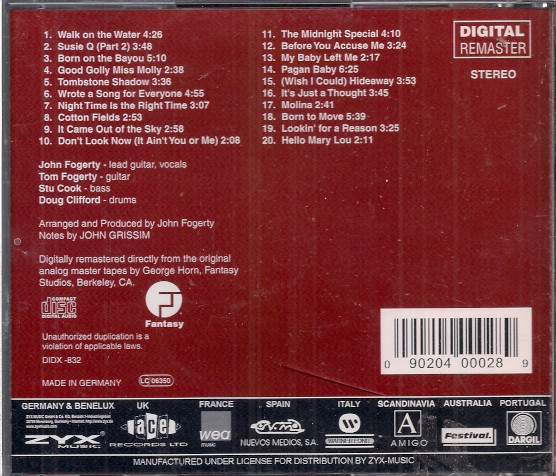 1. Walk on the Water 4:26
2. Susie Q (Part 2) 3:48
3. Born on the Bayou 5:10
4. Good Golly Miss Molly 2:38
5. Tombstone Shadow 3:36
6. Wrote a Song for Everyone 4:55
7. Night Time Is the Right Time 3:07
8. Cotton Fields 2:53
9. It Came Out of the Sky 2:58
10. Don't Look Now (It Ain't You or Me) 2:08
11. The Midnight Special 4:10
12. Before You Accuse Me 3:24
13. My Baby Left Me 2:17
14. Pagan Baby 6:25
15. (Wish I Could) Hideaway 3:53
16. It's Just a Thought 3:45
17. Molina 2:41
18. Born to Move 5:39
19. Lookin' for a Reason 3:25
20. Hello Mary Lou 2:11
DIGITAL
REMASTER
STEREO
John Fogerty - lead guitar, vocals
Tom Fogerty - guitar
Stu Cook - bass
Doug Clifford - drums
Arranged and Produced by John Fogerty
Notes by JOHN GRISSIM
Digitally remastered directly from the original
analog master tapes by George Horn, Fantasy
Studios, Berkeley, CA.
COMPACT
disc
DIGITAL AUDIO
F
Fantasy
Unauthorized duplication is a
violation of applicable laws.
DIDX -832
MADE IN GERMANY
LC 06350
0 90204 00028 9
GERMANY & BENELUX
ZYX
MUSIC
UK
ace
RECORDS LTD
FRANCE
wea
music
SPAIN
NUEVOS MEDIOS, S.A.
ITALY
SCANDINAVIA
A
AMIGO
AUSTRALIA
Festival.
PORTUGAL
D
DARGIL
MANUFACTURED UNDER LICENSE FOR DISTRIBUTION BY ZYX-MUSIC